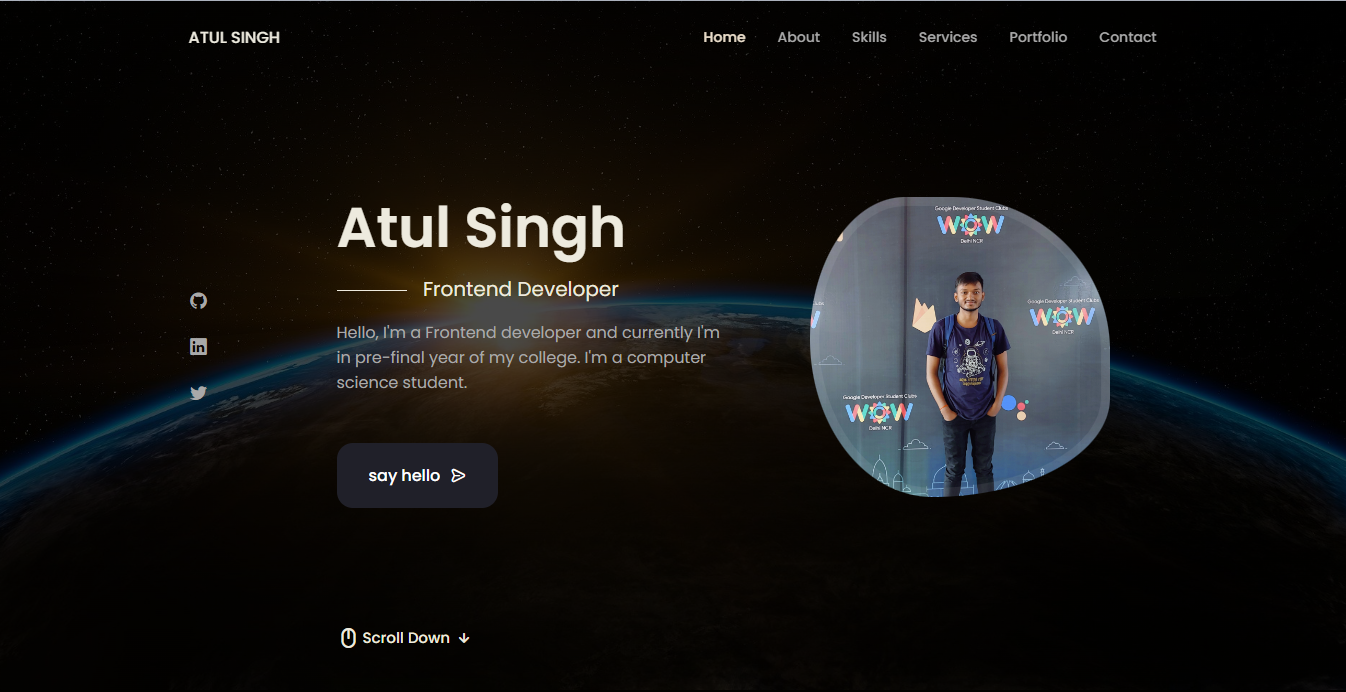 ATUL SINGH
Home About Skills Services Portfolio Contact
Atul Singh
Frontend Developer
Hello, I'm a Frontend developer and currently I'm
in pre-final year of my college. I'm a computer
science student.
say hello
Scroll Down
Google Developer Student Clubs
WOW
Delhi NCR
Google Developer Student Clubs
WOW
Delhi NCR
Google Developer Student Clubs
WOW
Delhi NCR